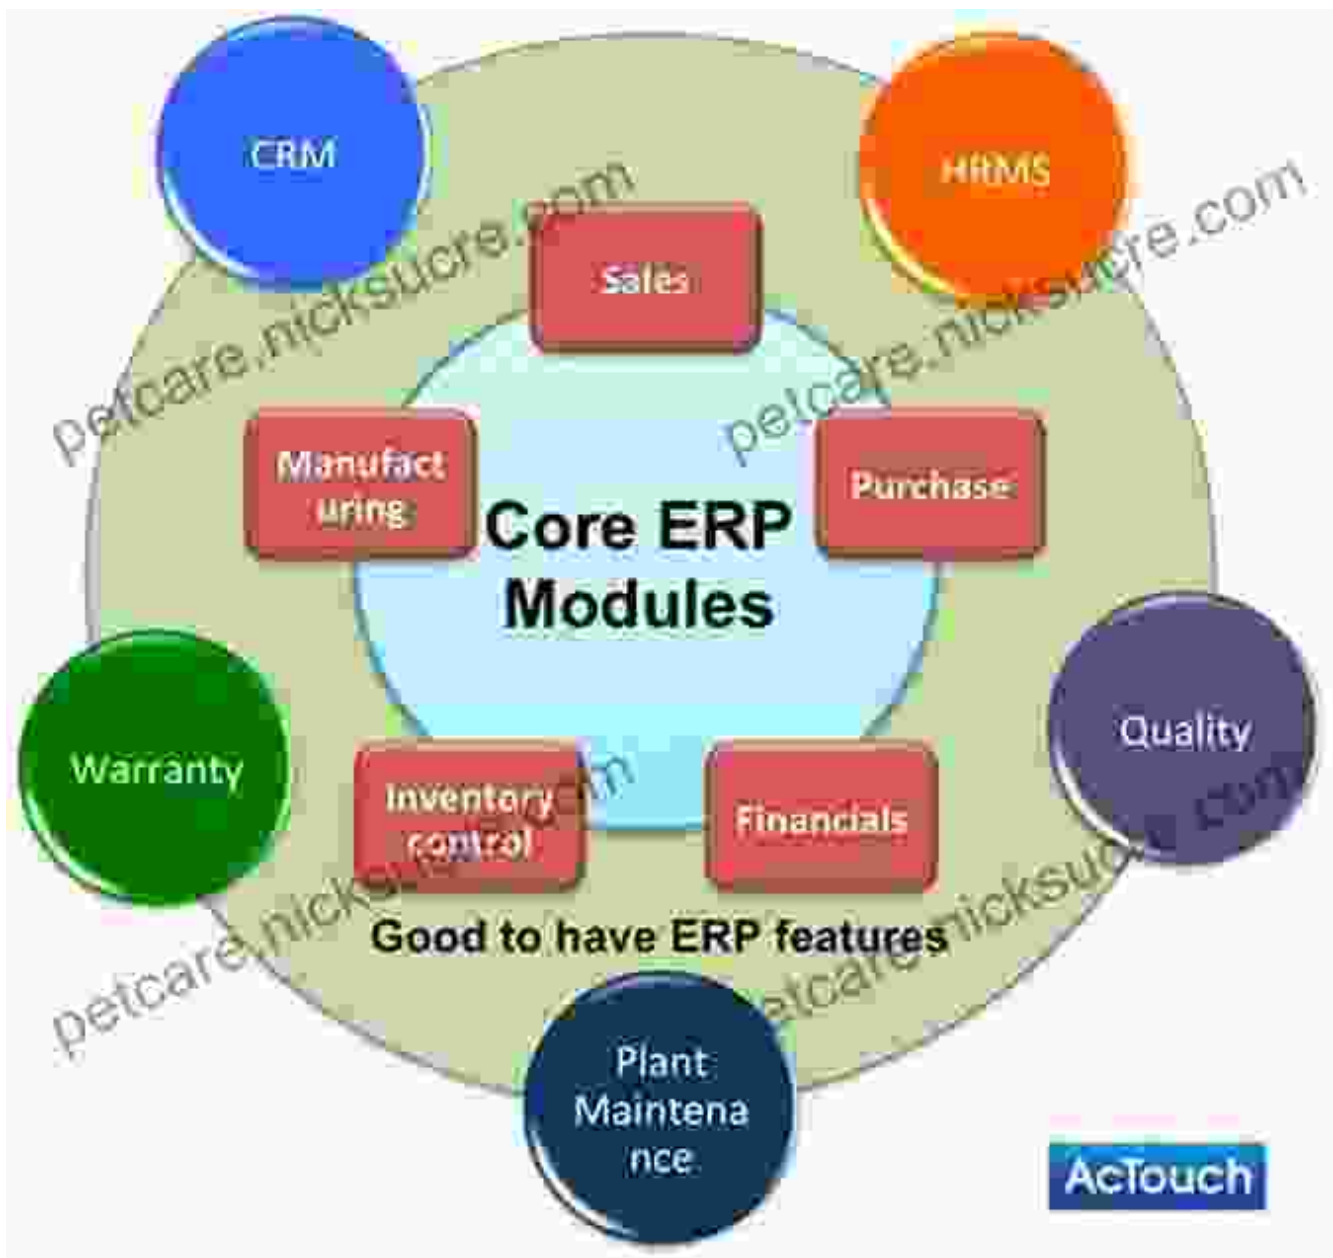 CRM
HRMS
petcare.nicksucre.com
petcare.nicksucre.com
Sales
Manufact
uring
Purchase
Core ERP
Modules
Warranty
Quality
Inventory
control
Financials
petcare.nicksucre.com
petcare.nicksucre.com
Good to have ERP features
Plant
Maintena
nce
AcTouch